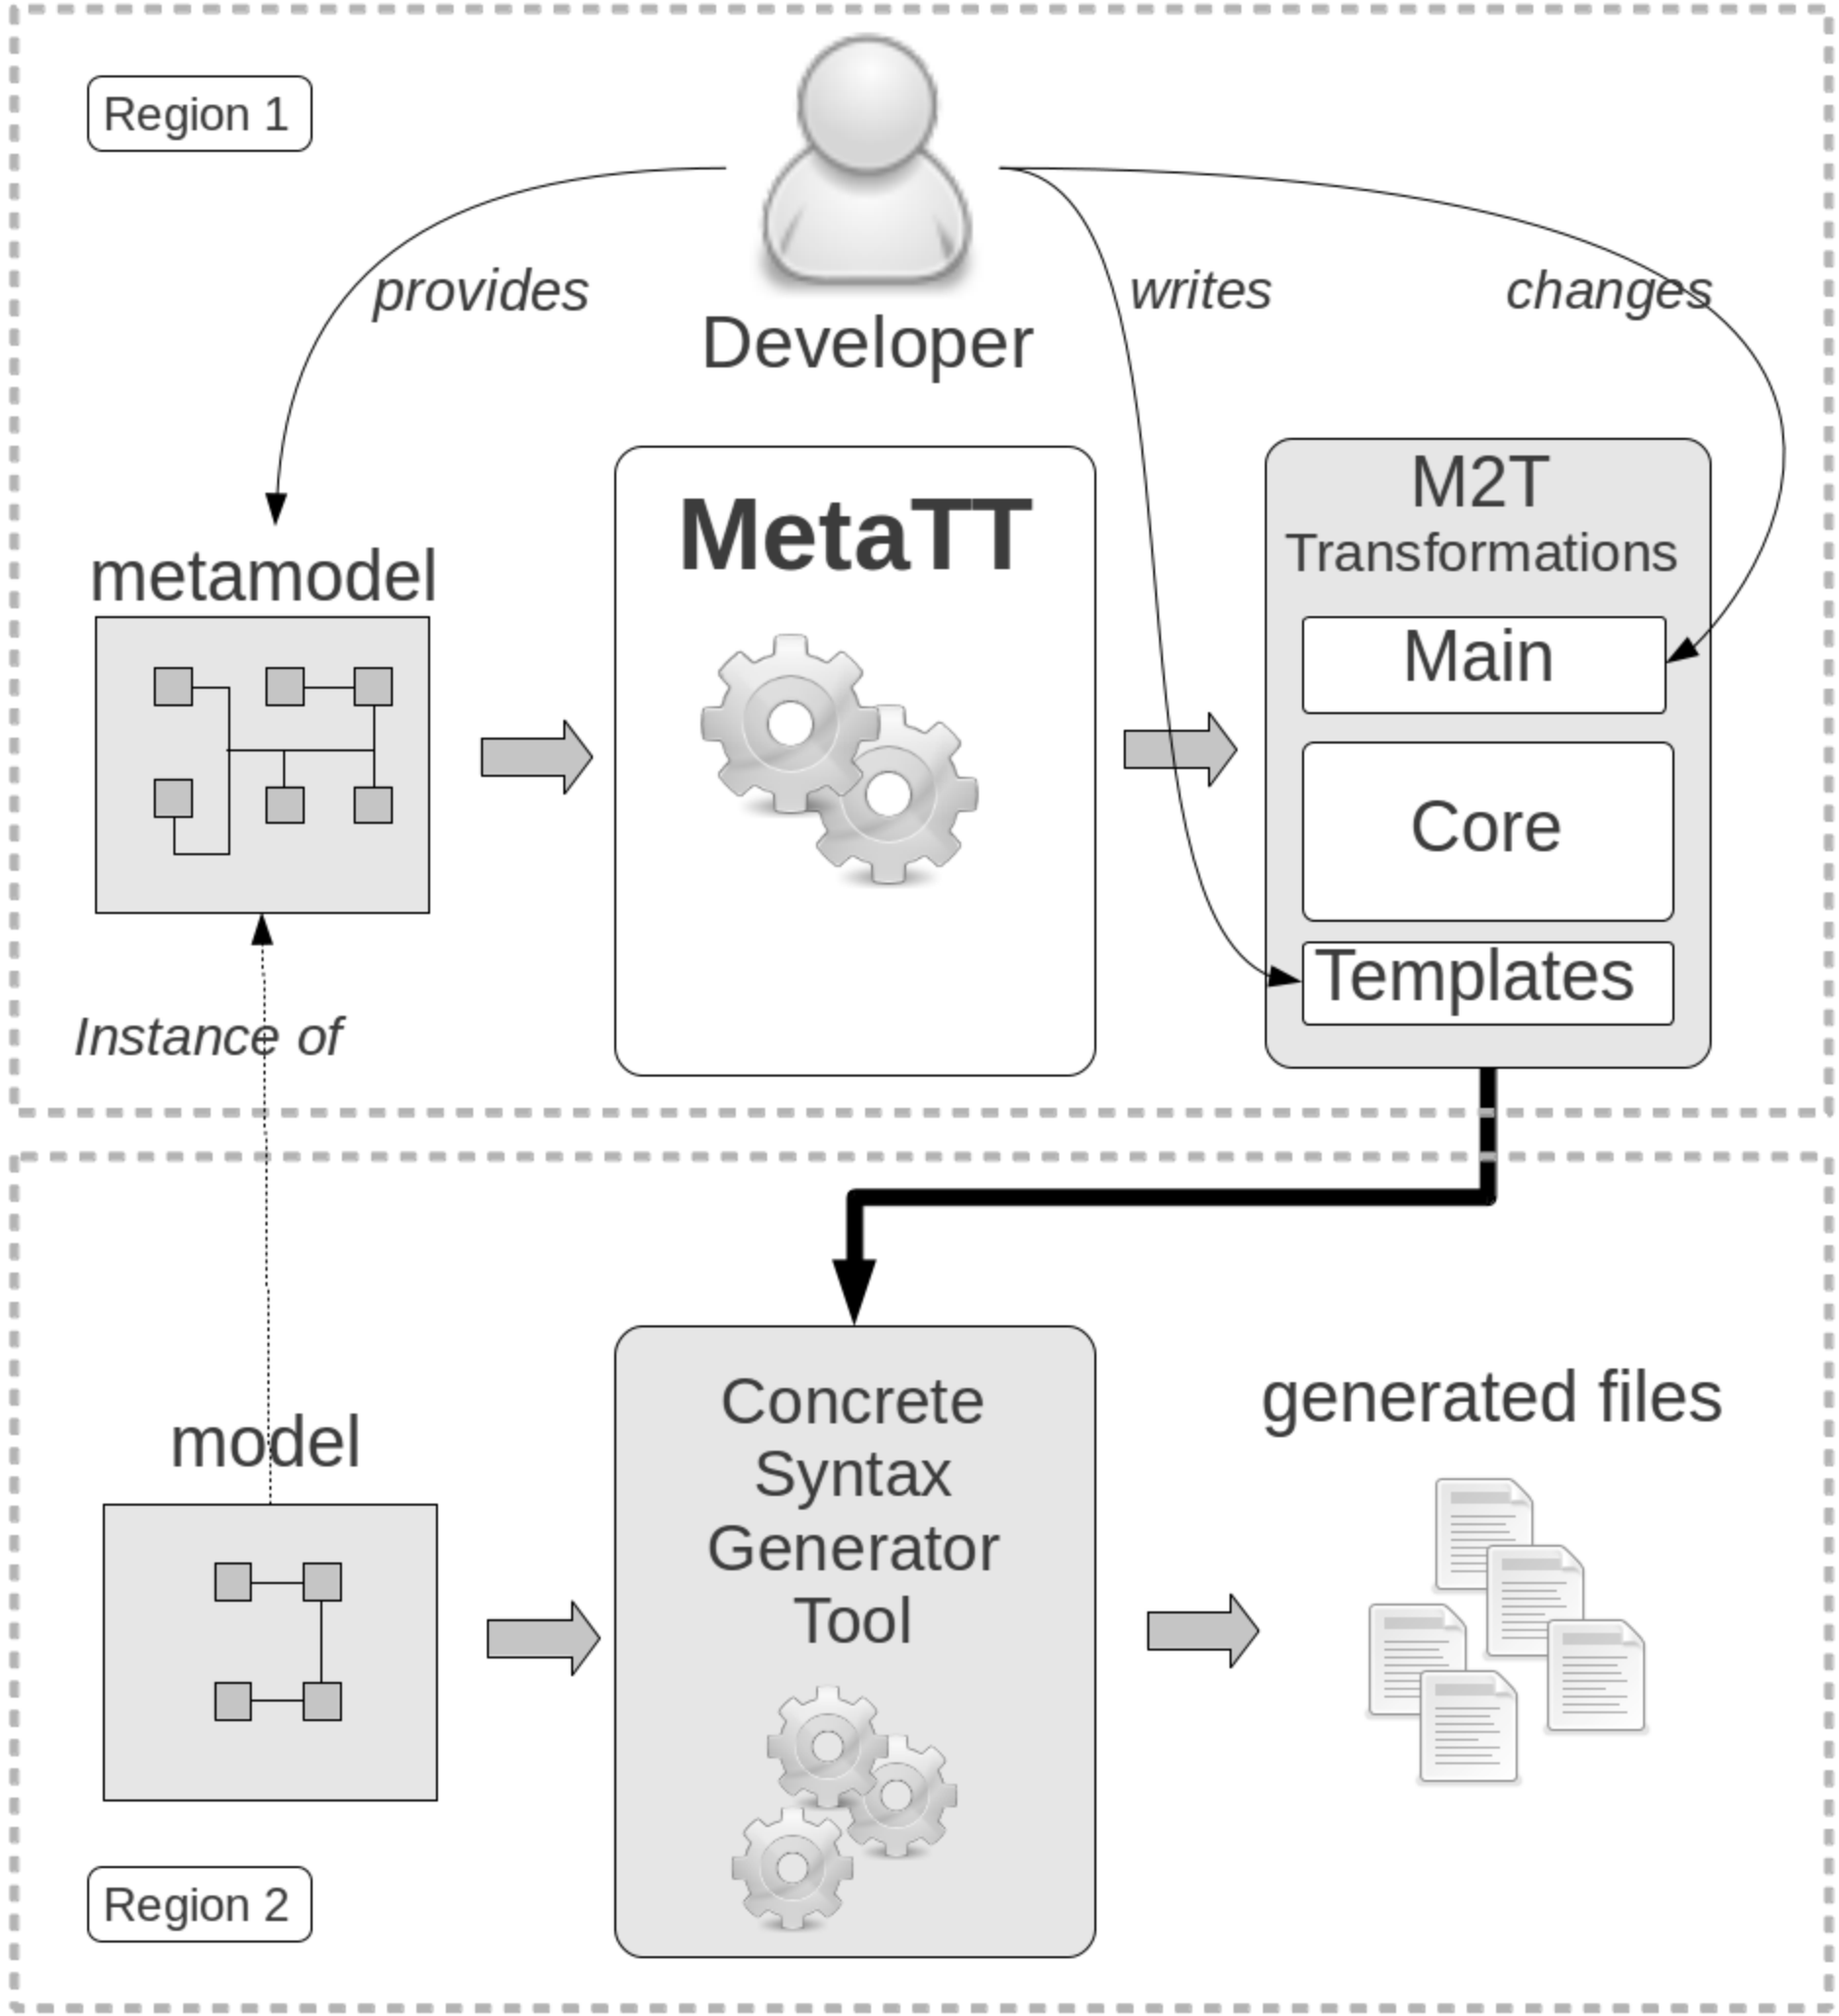 Region 1
provides
writes
changes
Developer
metamodel
MetaTT
M2T
Transformations
Main
Core
Templates
Instance of
model
Concrete
Syntax
Generator
Tool
generated files
Region 2